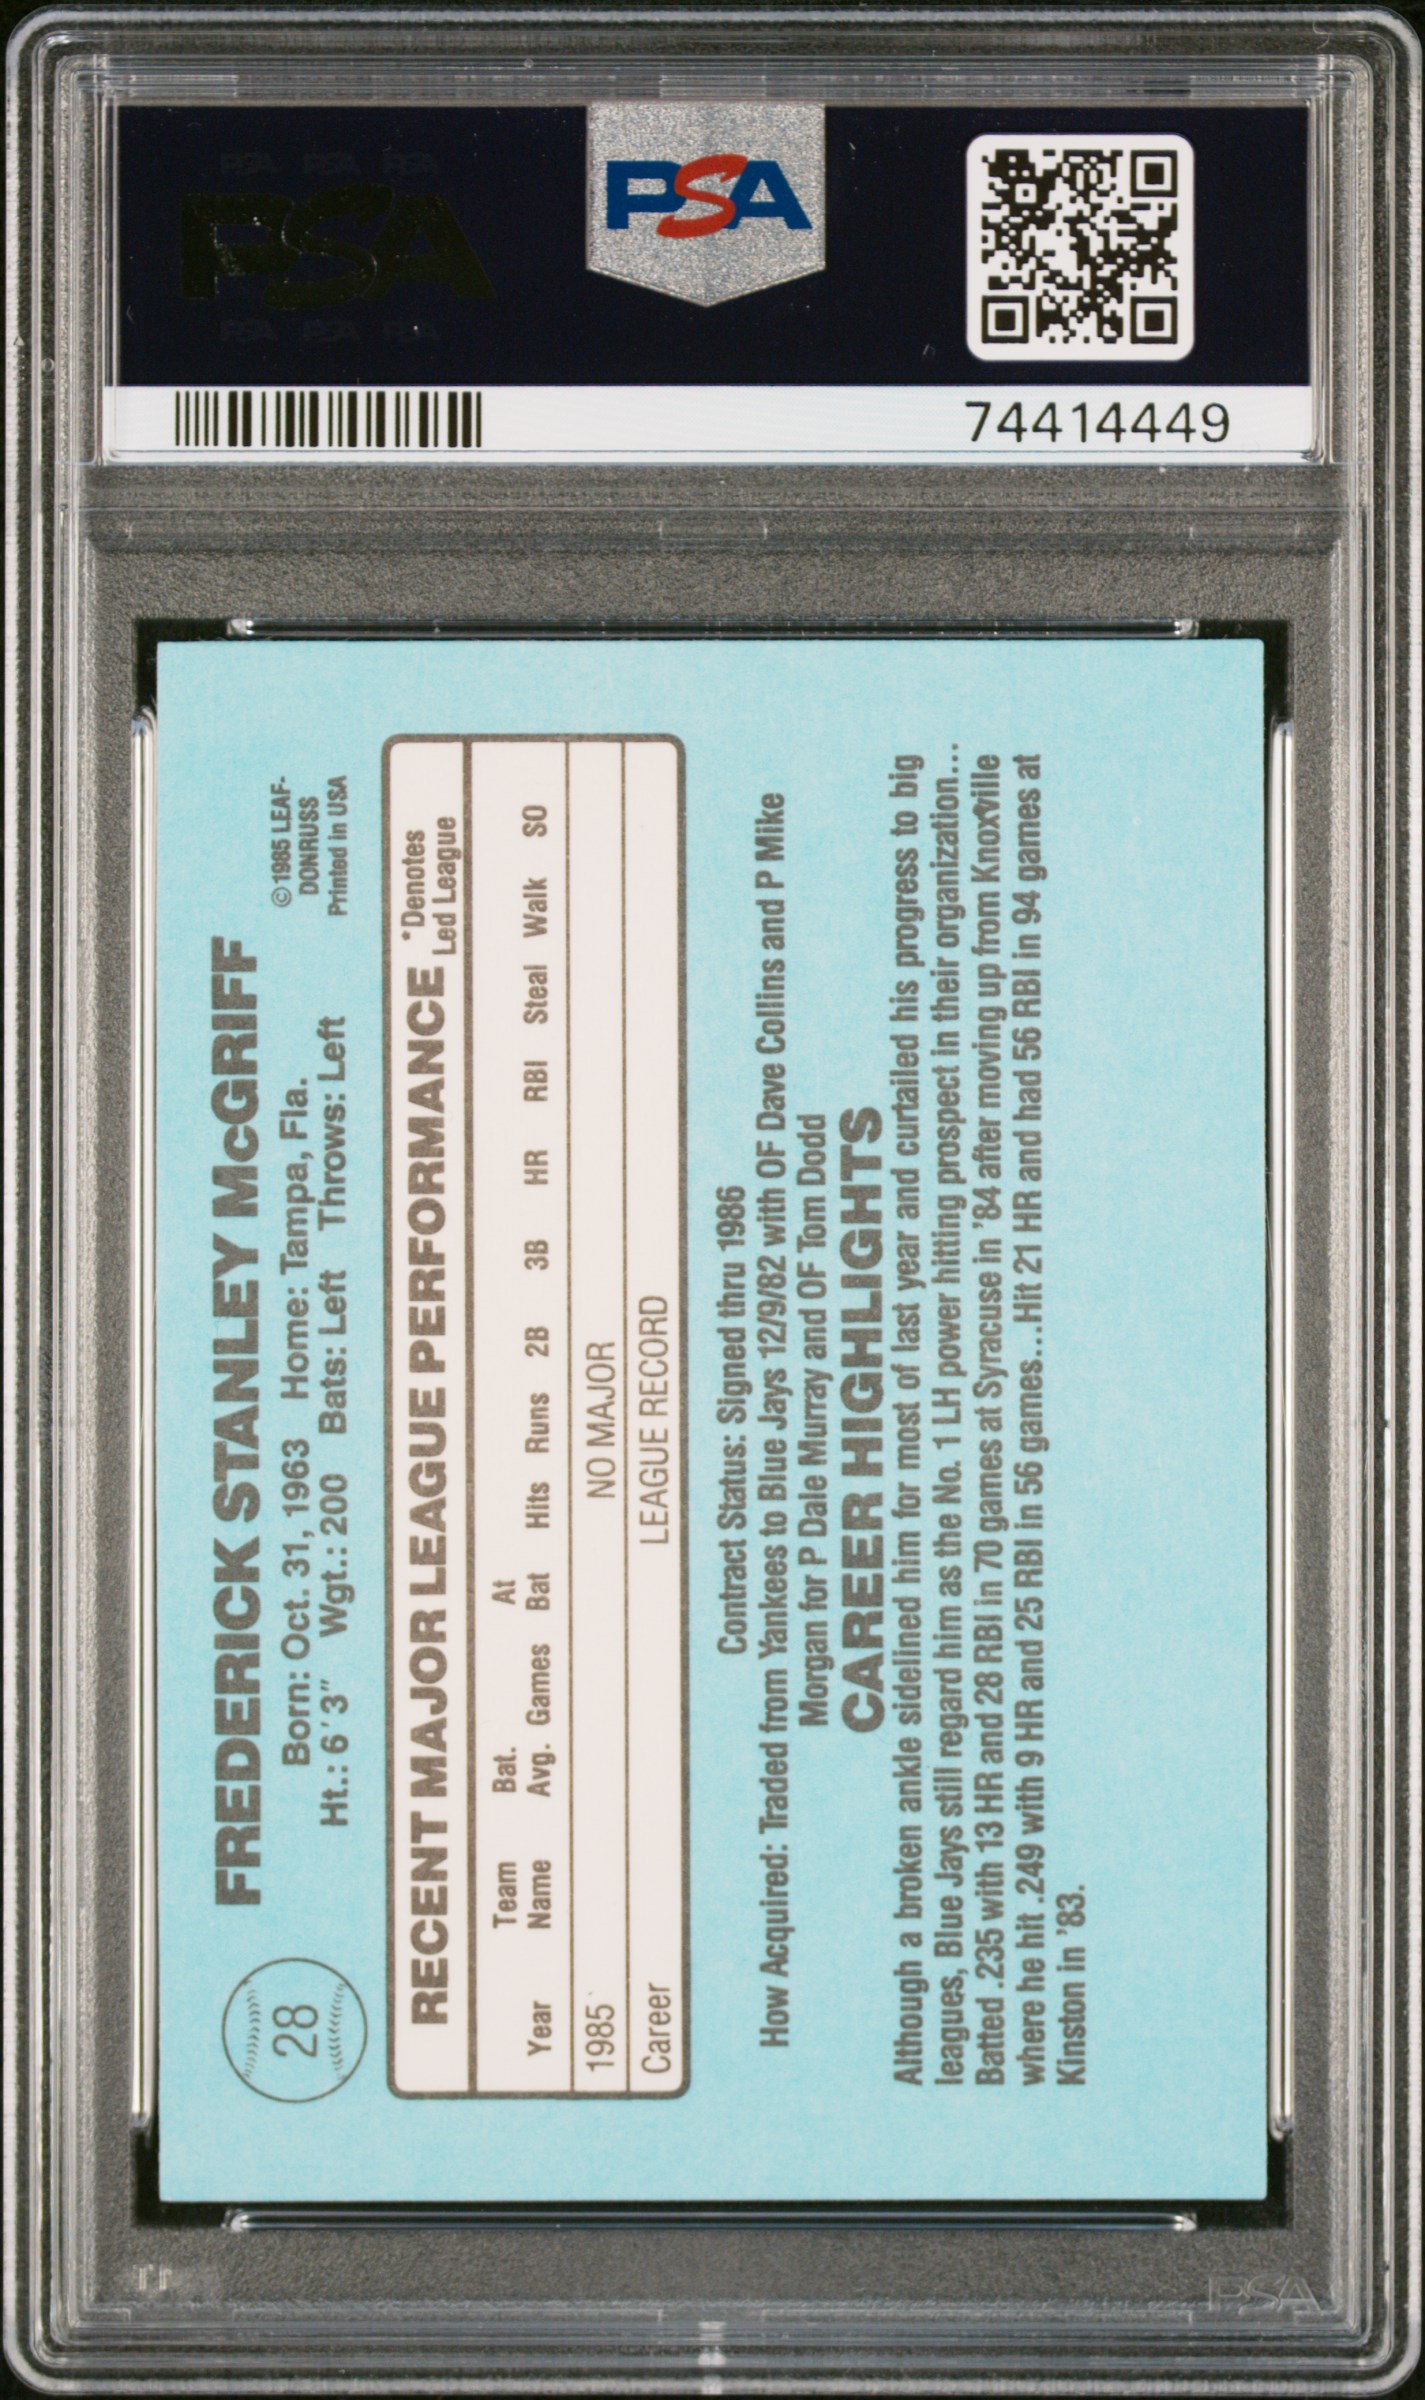 PSA PSA PSA
PSA
PSA PSA PSA
PSA
74414449
28
FREDERICK STANLEY McGRIFF
Born: Oct. 31, 1963 Home: Tampa, Fla.
Ht.: 6'3" Wgt.: 200 Bats: Left Throws: Left
© 1985 LEAF-
DONRUSS
Printed in USA
RECENT MAJOR LEAGUE PERFORMANCE
*Denotes
Led League
Team Bat. At
Year Name Avg. Games Bat Hits Runs 2B 3B HR RBI Steal Walk SO
1985 NO MAJOR
Career LEAGUE RECORD
Contract Status: Signed thru 1986
How Acquired: Traded from Yankees to Blue Jays 12/9/82 with OF Dave Collins and P Mike
Morgan for P Dale Murray and OF Tom Dodd
CAREER HIGHLIGHTS
Although a broken ankle sidelined him for most of last year and curtailed his progress to big
leagues, Blue Jays still regard him as the No. 1 LH power hitting prospect in their organization...
Batted .235 with 13 HR and 28 RBI in 70 games at Syracuse in '84 after moving up from Knoxville
where he hit .249 with 9 HR and 25 RBI in 56 games...Hit 21 HR and had 56 RBI in 94 games at
Kinston in '83.
PSA